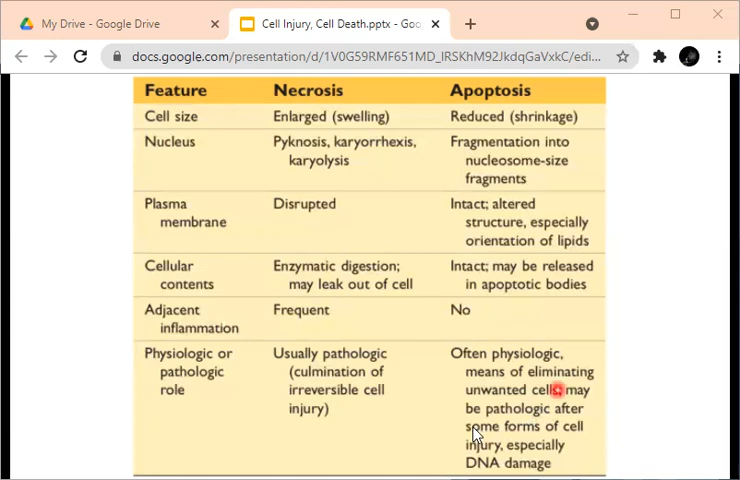 My Drive - Google Drive
Cell Injury, Cell Death.pptx - Goo
docs.google.com/presentation/d/1V0G59RMF651MD_lRSKhM92JkdqGaVxkC/edi...
Feature Necrosis Apoptosis
Cell size Enlarged (swelling) Reduced (shrinkage)
Nucleus Pyknosis, karyorrhexis, Fragmentation into
karyolysis nucleosome-size
fragments
Plasma Disrupted Intact; altered
membrane structure, especially
orientation of lipids
Cellular Enzymatic digestion; Intact; may be released
contents may leak out of cell in apoptotic bodies
Adjacent Frequent No
inflammation
Physiologic or Usually pathologic Often physiologic,
pathologic (culmination of means of eliminating
role irreversible cell unwanted cells; may
injury) be pathologic after
some forms of cell
injury, especially
DNA damage